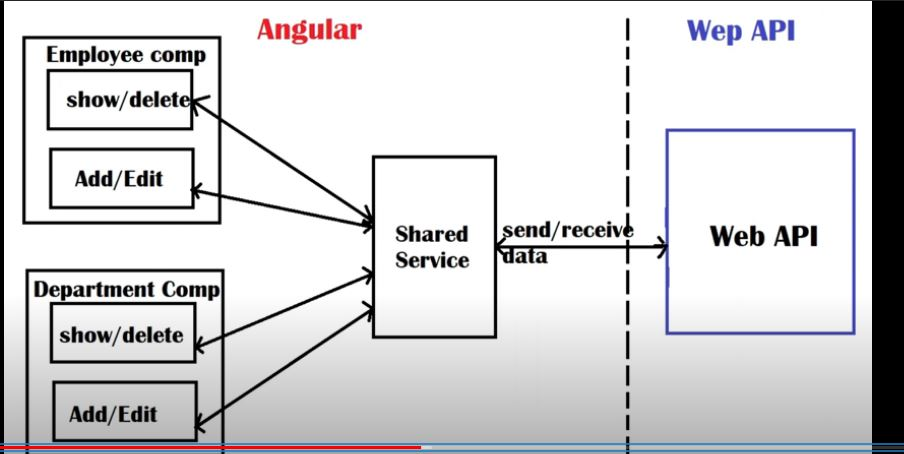 Angular
Wep API
Employee comp
show/delete
Add/Edit
Shared
Service
send/receive
data
Web API
Department Comp
show/delete
Add/Edit